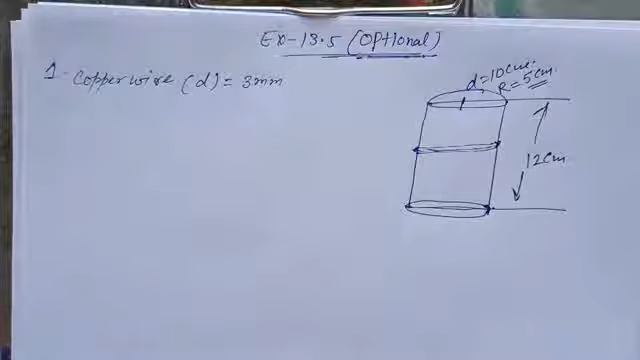 Ex-13.5 (Optional)
1. Copper wire (d) = 3mm
d = 10cm.
R = 5cm.
12cm